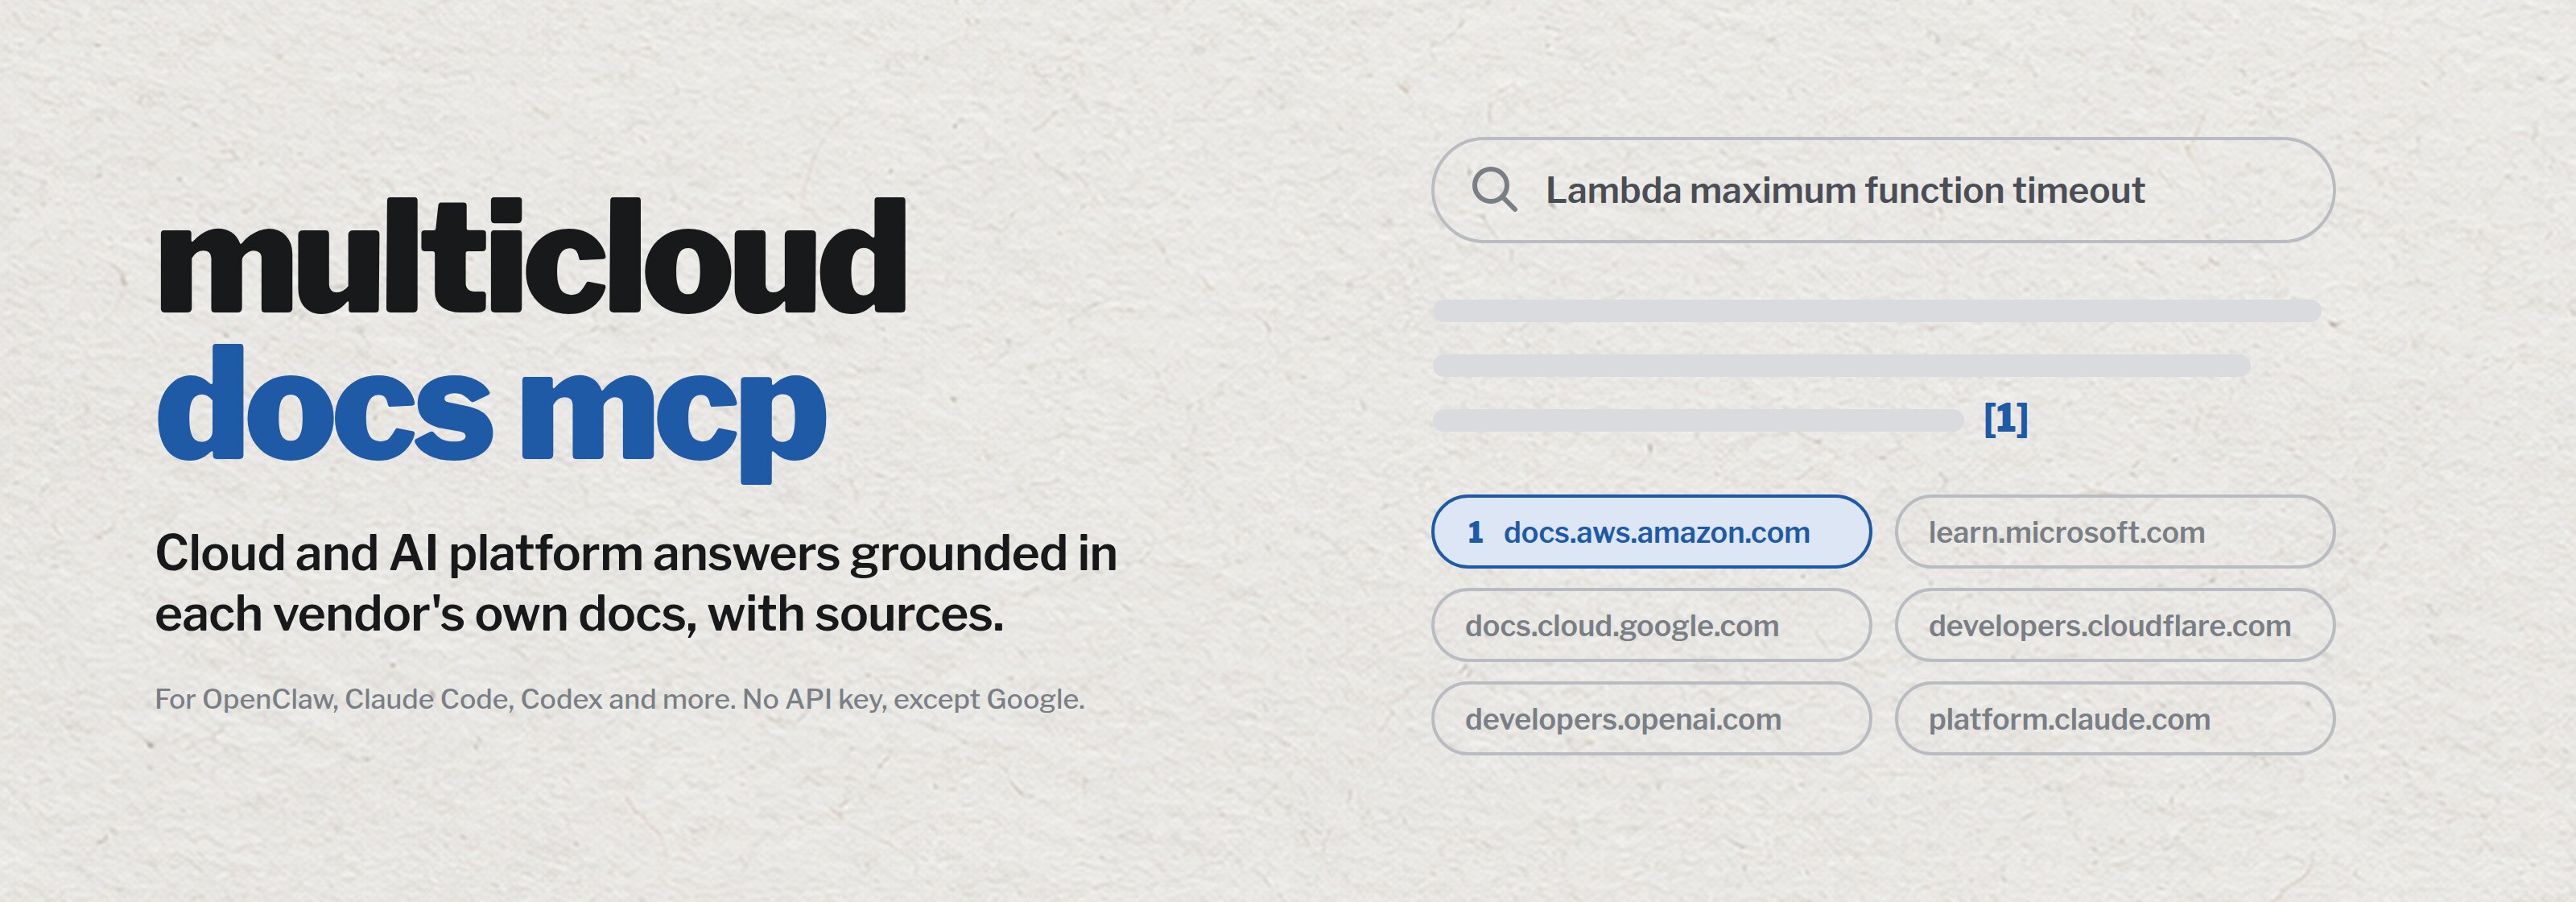 multicloud
docs mcp
Cloud and AI platform answers grounded in
each vendor's own docs, with sources.
For OpenClaw, Claude Code, Codex and more. No API key, except Google.
Lambda maximum function timeout
[1]
1 docs.aws.amazon.com
learn.microsoft.com
docs.cloud.google.com
developers.cloudflare.com
developers.openai.com
platform.claude.com